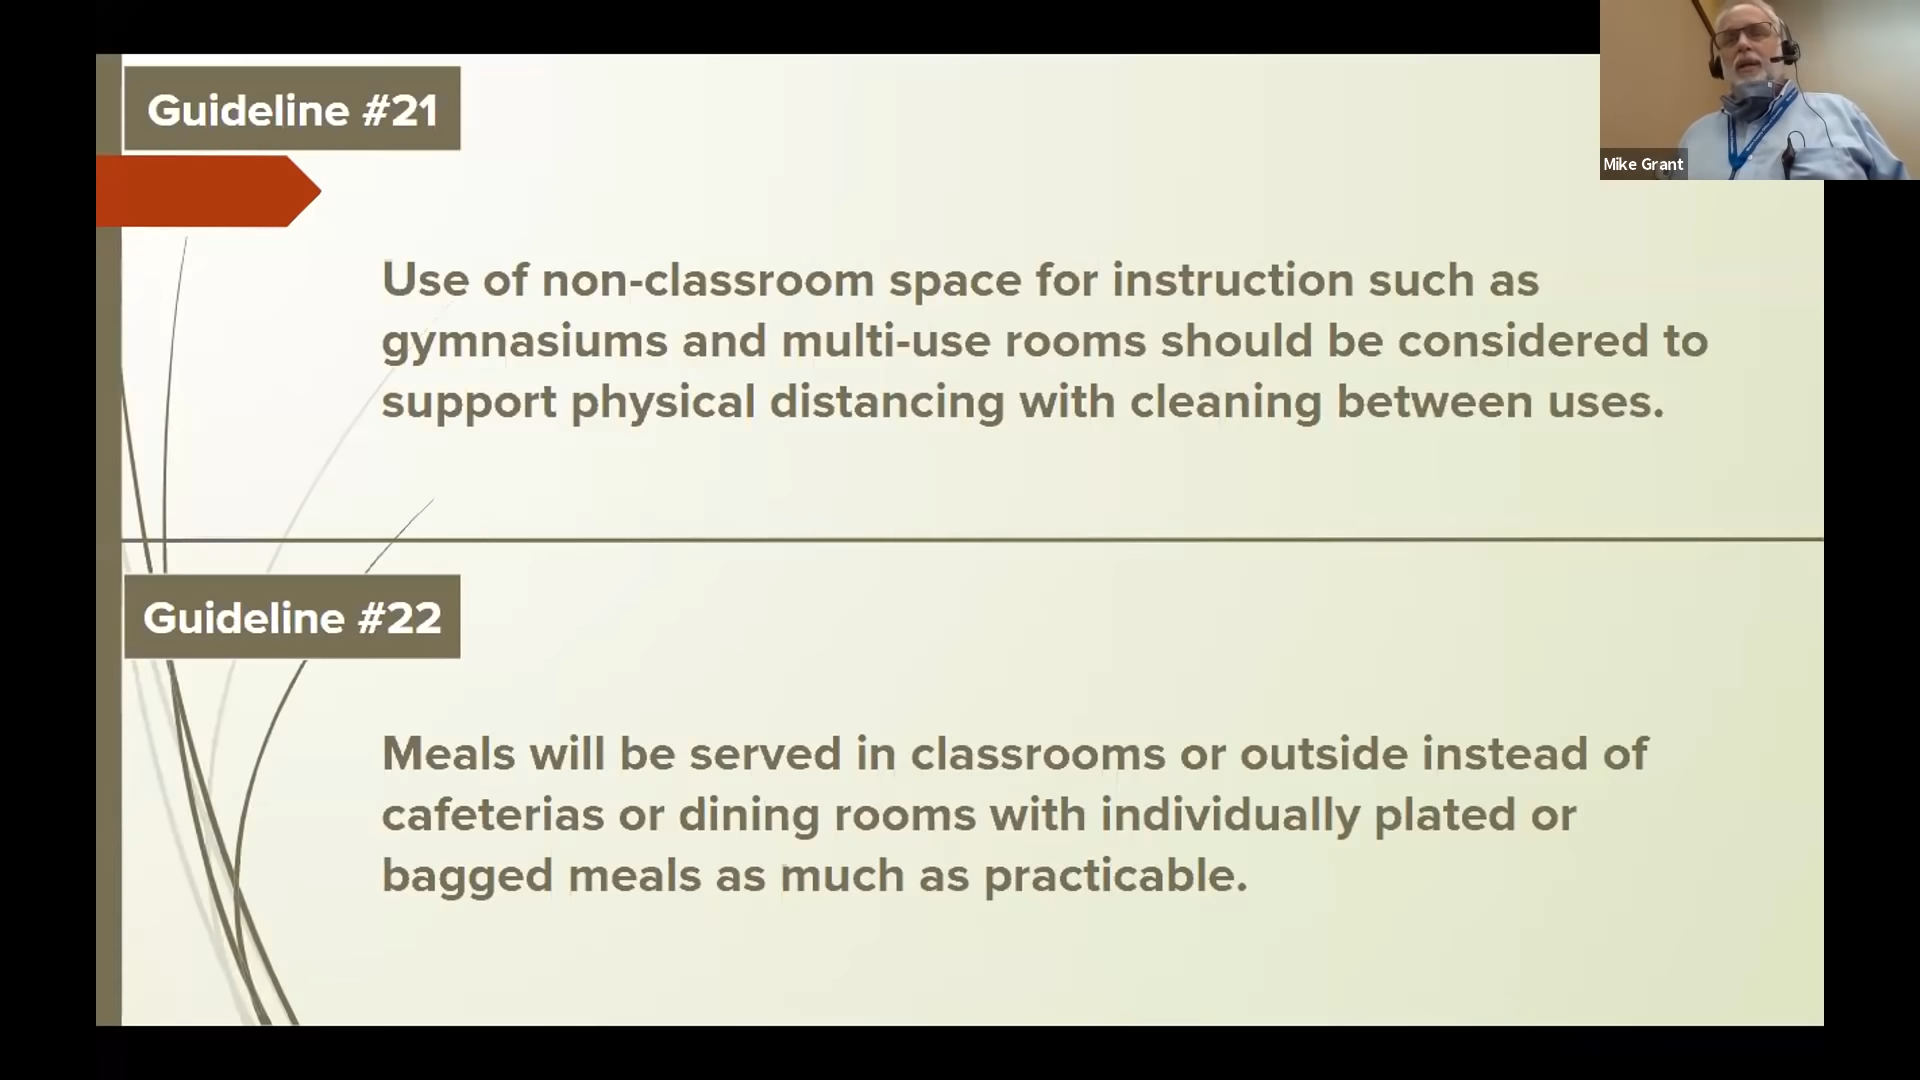 Guideline #21
Mike Grant
Use of non-classroom space for instruction such as
gymnasiums and multi-use rooms should be considered to
support physical distancing with cleaning between uses.
Guideline #22
Meals will be served in classrooms or outside instead of
cafeterias or dining rooms with individually plated or
bagged meals as much as practicable.